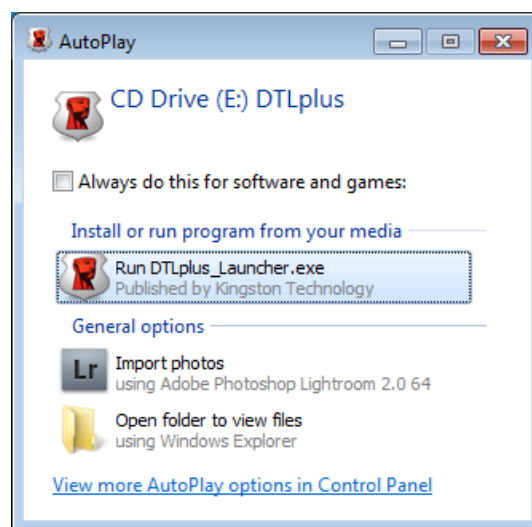 AutoPlay
CD Drive (E:) DTLplus
Always do this for software and games:
Install or run program from your media
Run DTLplus_Launcher.exe
Published by Kingston Technology
General options
Lr
Import photos
using Adobe Photoshop Lightroom 2.0 64
Open folder to view files
using Windows Explorer
View more AutoPlay options in Control Panel